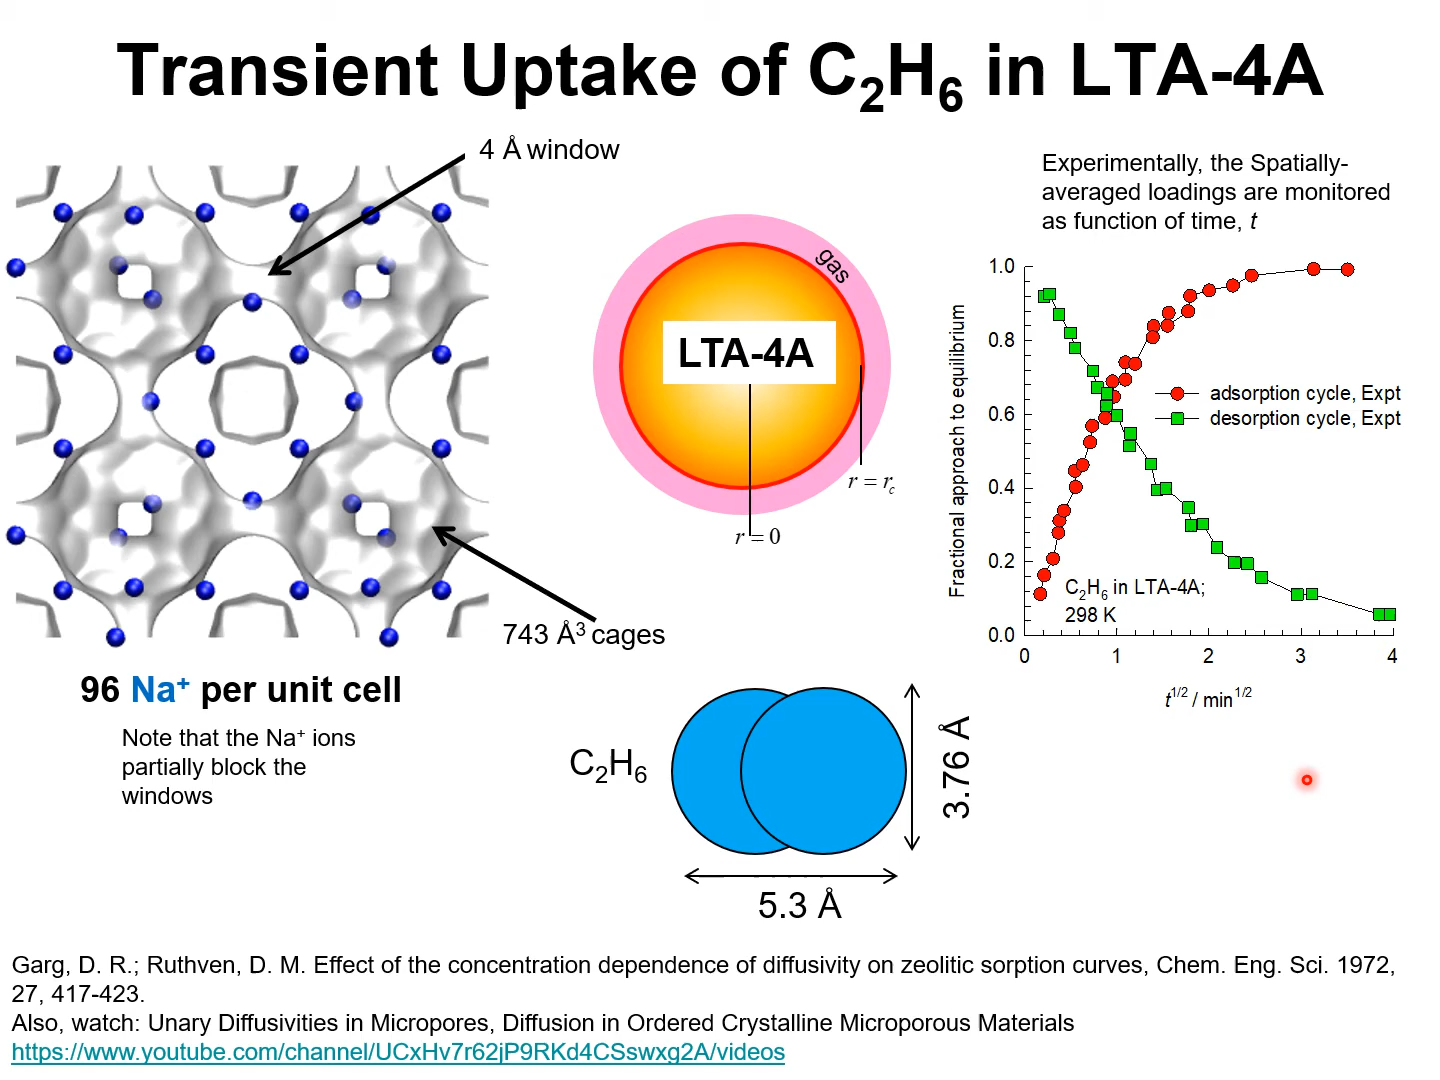 Transient Uptake of C₂H₆ in LTA-4A
4 Å window
743 Å³ cages
96 Na⁺ per unit cell
Note that the Na⁺ ions
partially block the
windows
gas
LTA-4A
r = r_c
r = 0
C₂H₆
3.76 Å
5.3 Å
Experimentally, the Spatially-
averaged loadings are monitored
as function of time, t
Fractional approach to equilibrium
1.0
0.8
0.6
0.4
0.2
0.0
adsorption cycle, Expt
desorption cycle, Expt
C₂H₆ in LTA-4A;
298 K
0 1 2 3 4
t^1/2 / min^1/2
Garg, D. R.; Ruthven, D. M. Effect of the concentration dependence of diffusivity on zeolitic sorption curves, Chem. Eng. Sci. 1972,
27, 417-423.
Also, watch: Unary Diffusivities in Micropores, Diffusion in Ordered Crystalline Microporous Materials
https://www.youtube.com/channel/UCxHv7r62jP9RKd4CSswxg2A/videos